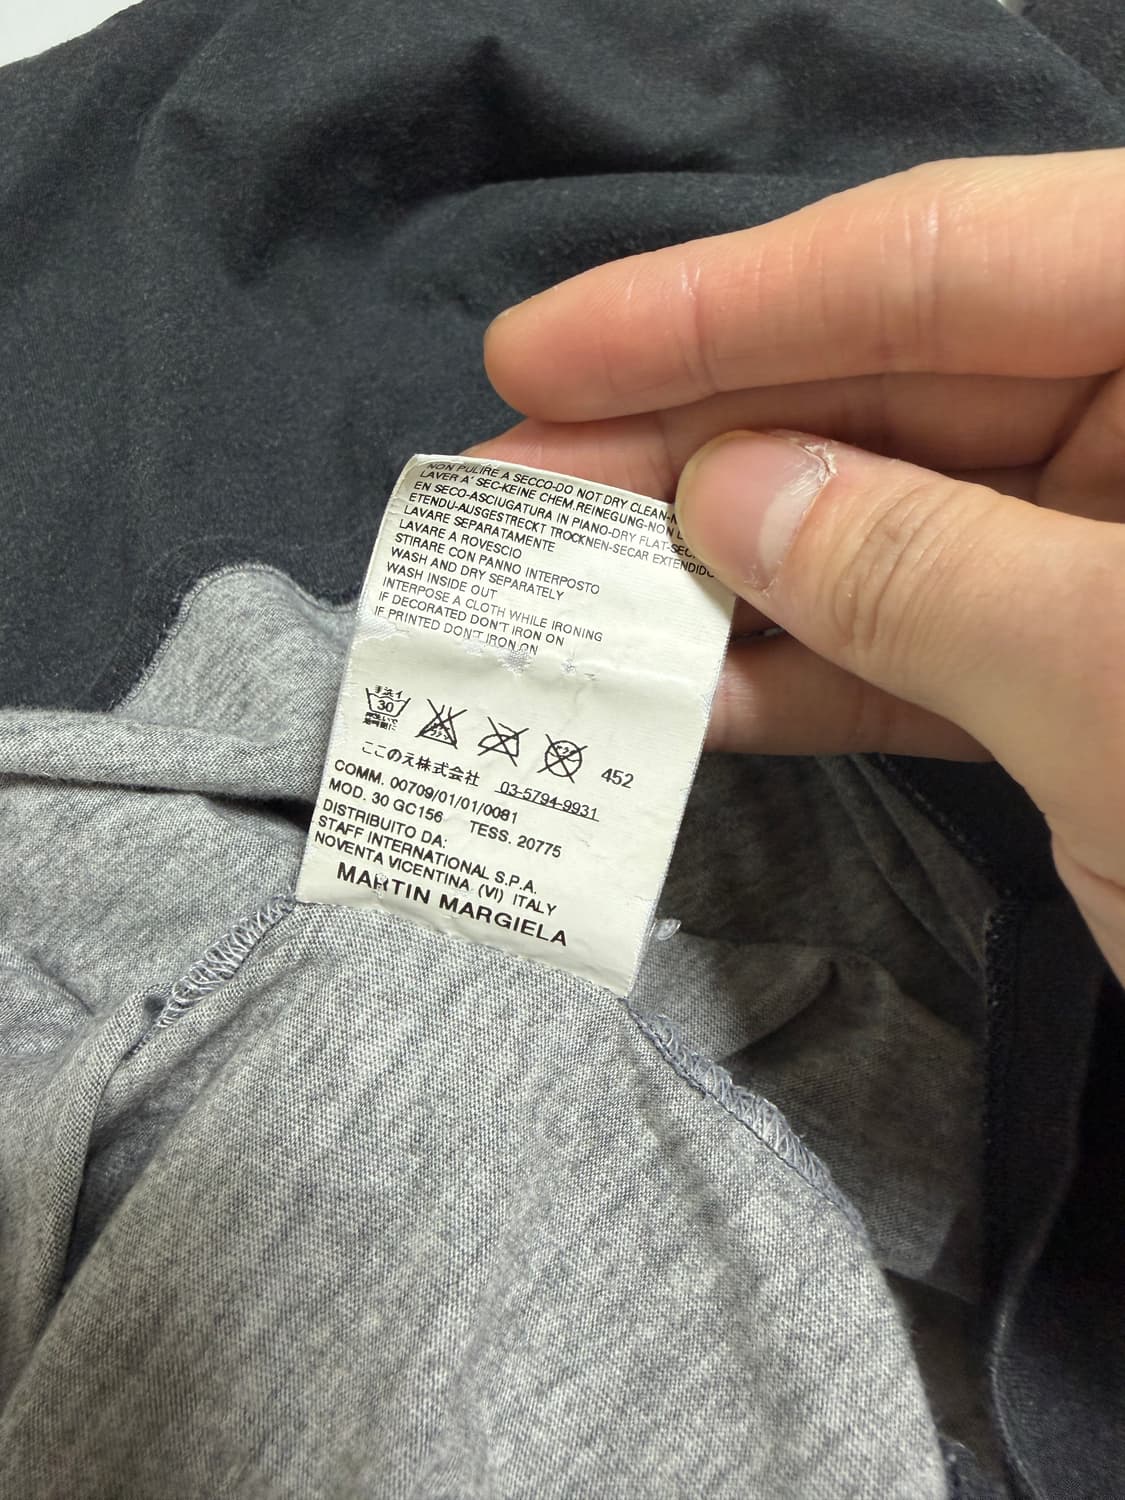 NON PULIRE A SECCO-DO NOT DRY CLEAN-N
LAVER A' SEC-KEINE CHEM.REINEGUNG-NON L
EN SECO-ASCIUGATURA IN PIANO-DRY FLAT-SEC
ETENDU-AUSGESTRECKT TROCKNEN-SECAR EXTENDIDO
LAVARE SEPARATAMENTE
LAVARE A ROVESCIO
STIRARE CON PANNO INTERPOSTO
WASH AND DRY SEPARATELY
WASH INSIDE OUT
INTERPOSE A CLOTH WHILE IRONING
IF DECORATED DON'T IRON ON
IF PRINTED DON'T IRON ON
手洗イ
30
452
ここのえ株式会社 03-5794-9931
COMM. 00709/01/01/0081
MOD. 30 GC156 TESS. 20775
DISTRIBUITO DA:
STAFF INTERNATIONAL S.P.A.
NOVENTA VICENTINA (VI) ITALY
MARTIN MARGIELA